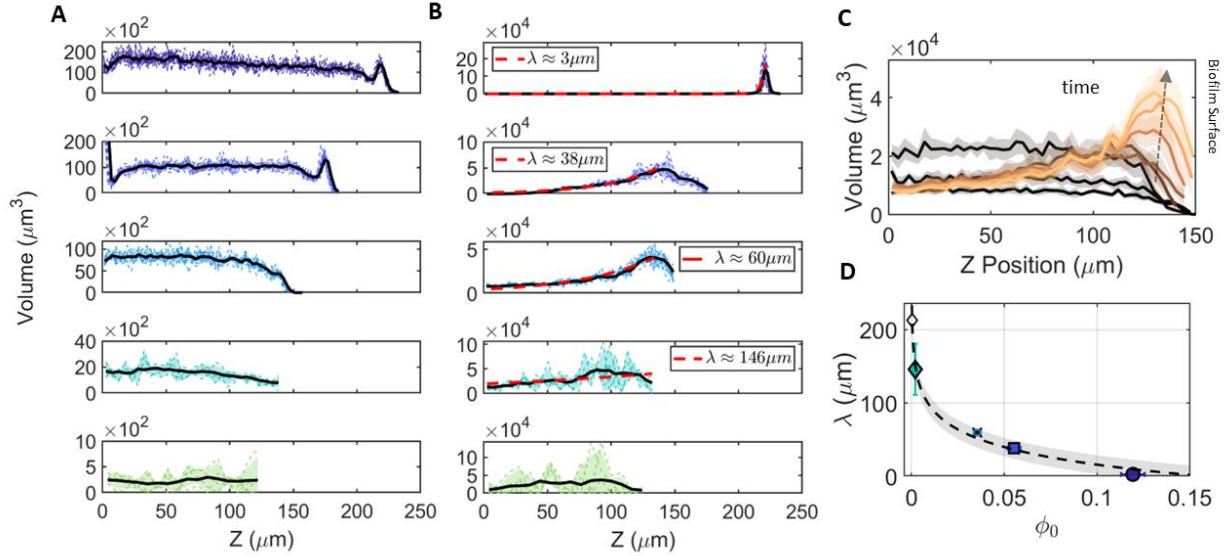 A
B
C
×10²
200
100
0
×10²
200
100
0
×10²
100
50
0
×10²
40
20
0
×10²
10
5
0
0 50 100 150 200 250
Z (μm)
Volume (μm³)
×10⁴
20
10
0
λ ≈ 3μm
×10⁴
10
5
0
λ ≈ 38μm
×10⁴
5
0
λ ≈ 60μm
×10⁴
10
5
0
λ ≈ 146μm
×10⁴
10
5
0
0 50 100 150 200 250
Z (μm)
×10⁴
4
2
0
Volume (μm³)
time
Biofilm Surface
0 50 100 150
Z Position (μm)
D
200
100
0
λ (μm)
0 0.05 0.1 0.15
ϕ₀